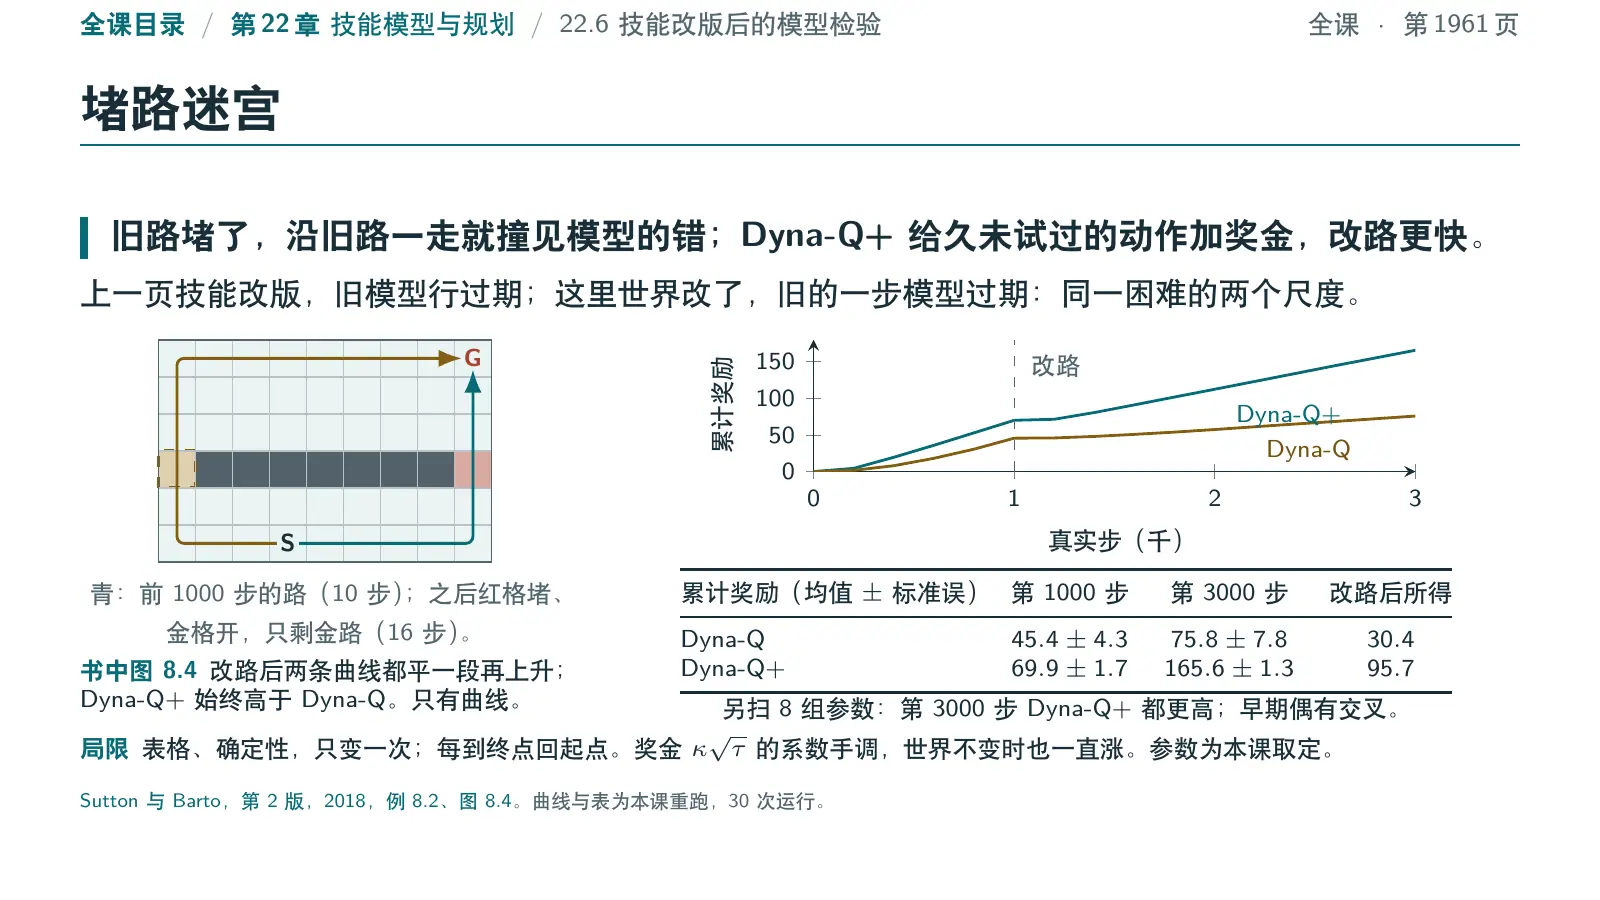 全课目录 / 第 22 章 技能模型与规划 / 22.6 技能改版后的模型检验
全课 · 第 1961 页
堵路迷宫
旧路堵了，沿旧路一走就撞见模型的错；Dyna-Q+ 给久未试过的动作加奖金，改路更快。
上一页技能改版，旧模型行过期；这里世界改了，旧的一步模型过期：同一困难的两个尺度。
G
S
青：前 1000 步的路（10 步）；之后红格堵、
金格开，只剩金路（16 步）。
书中图 8.4 改路后两条曲线都平一段再上升；
Dyna-Q+ 始终高于 Dyna-Q。只有曲线。
累计奖励
150
100
50
0
改路
Dyna-Q+
Dyna-Q
0 1 2 3
真实步（千）
累计奖励（均值 ± 标准误） 第 1000 步 第 3000 步 改路后所得
Dyna-Q 45.4 ± 4.3 75.8 ± 7.8 30.4
Dyna-Q+ 69.9 ± 1.7 165.6 ± 1.3 95.7
另扫 8 组参数：第 3000 步 Dyna-Q+ 都更高；早期偶有交叉。
局限 表格、确定性，只变一次；每到终点回起点。奖金 κ√τ 的系数手调，世界不变时也一直涨。参数为本课取定。
Sutton 与 Barto，第 2 版，2018，例 8.2、图 8.4。曲线与表为本课重跑，30 次运行。